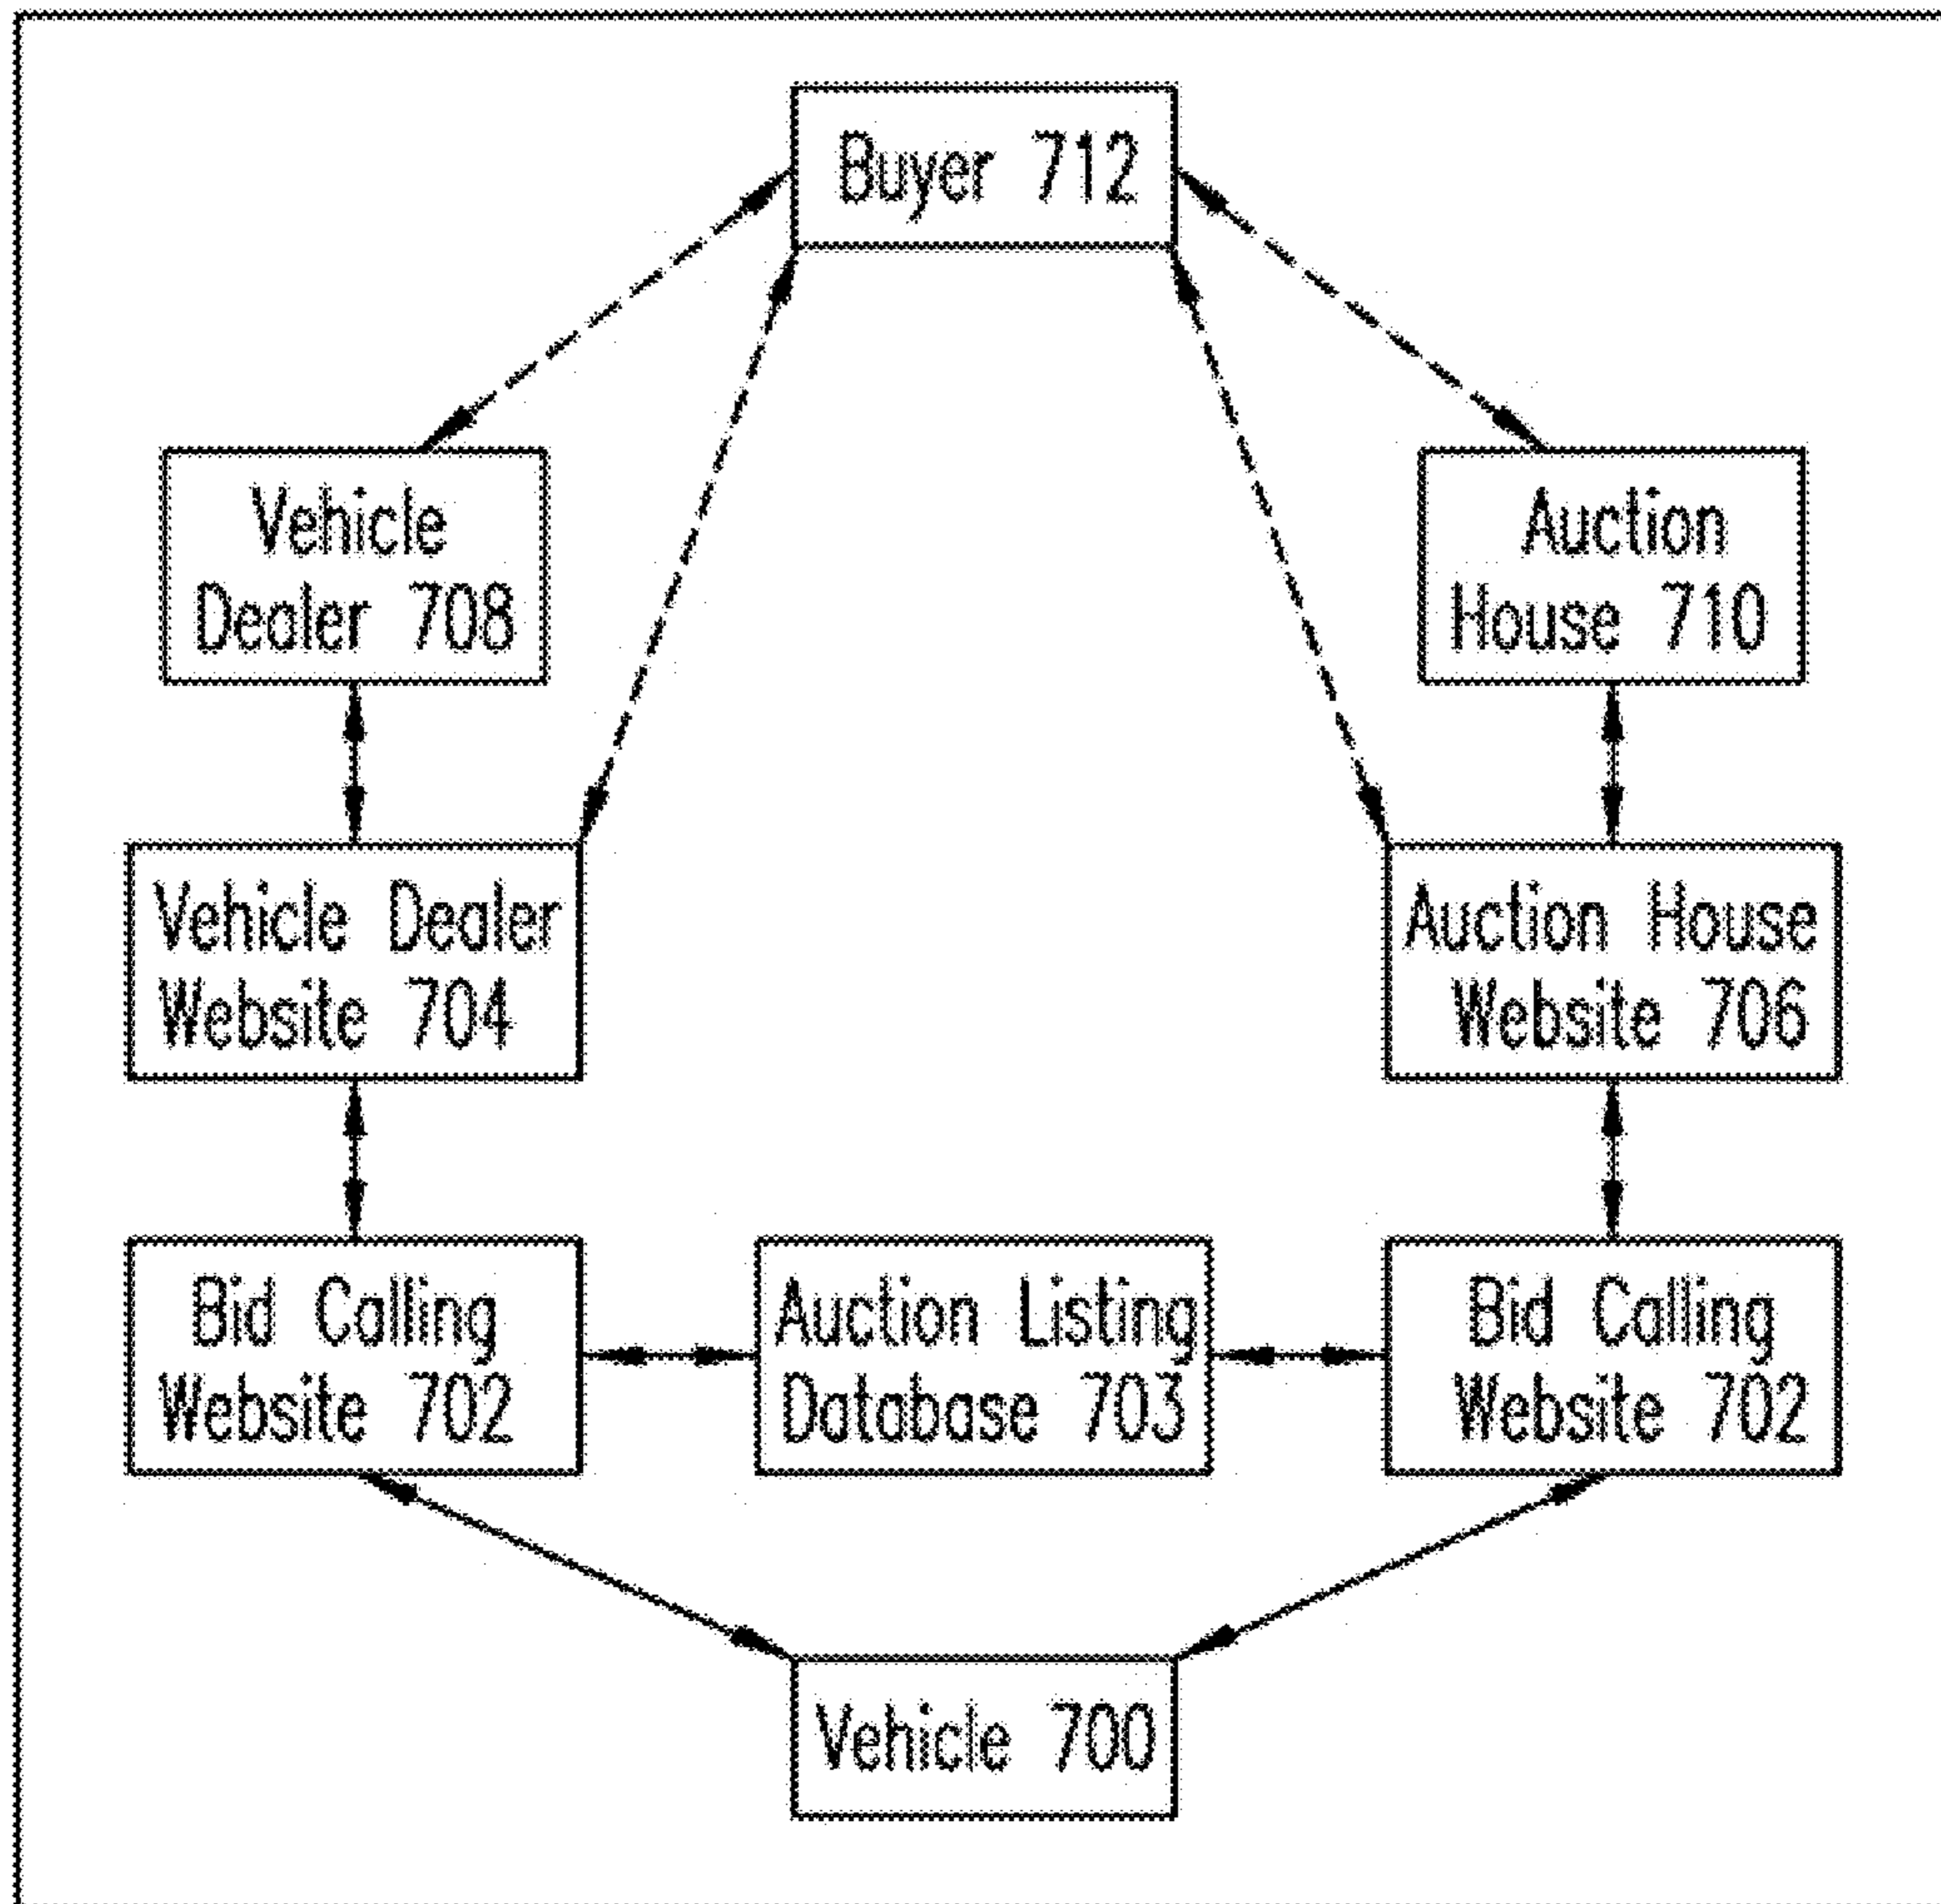 Buyer 712
Vehicle
Dealer 708
Auction
House 710
Vehicle Dealer
Website 704
Auction House
Website 706
Bid Calling
Website 702
Auction Listing
Database 703
Bid Calling
Website 702
Vehicle 700